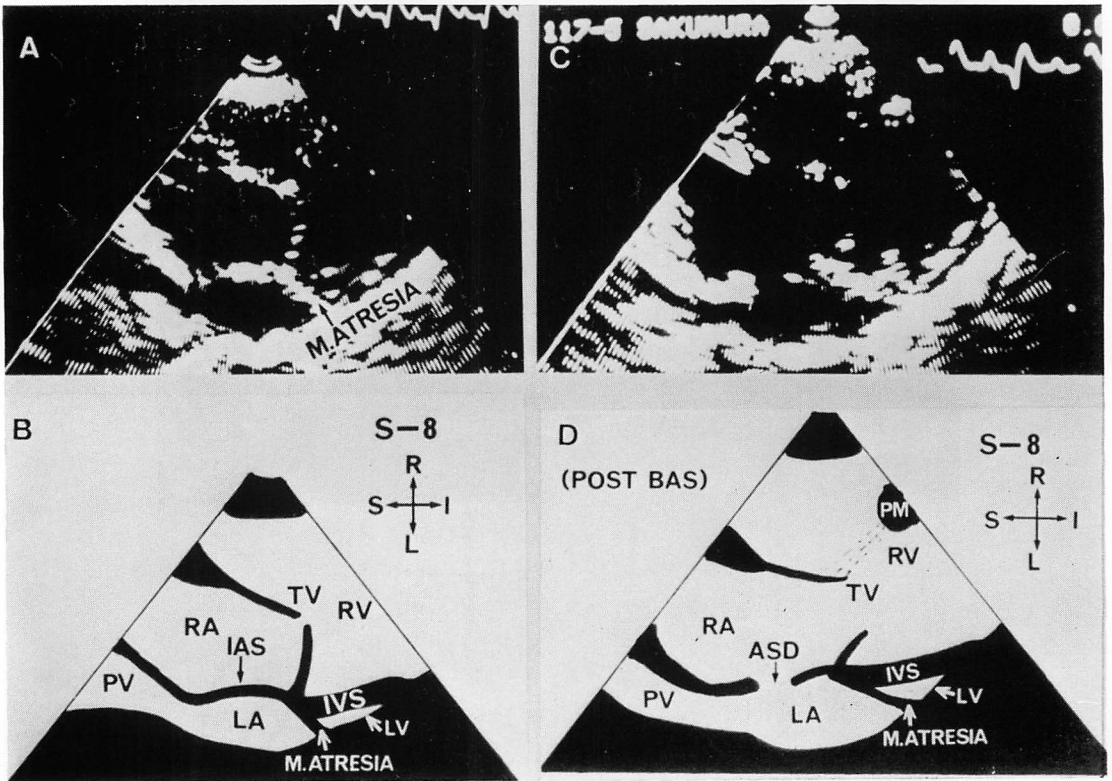 A
M.ATRESIA
117-5 SAKUMURA
C
B
S-8
R
S I
L
TV
RV
RA
IAS
PV
LA
IVS
LV
M.ATRESIA
D
(POST BAS)
S-8
R
S I
L
PM
RV
TV
RA
ASD
PV
LA
IVS
LV
M.ATRESIA